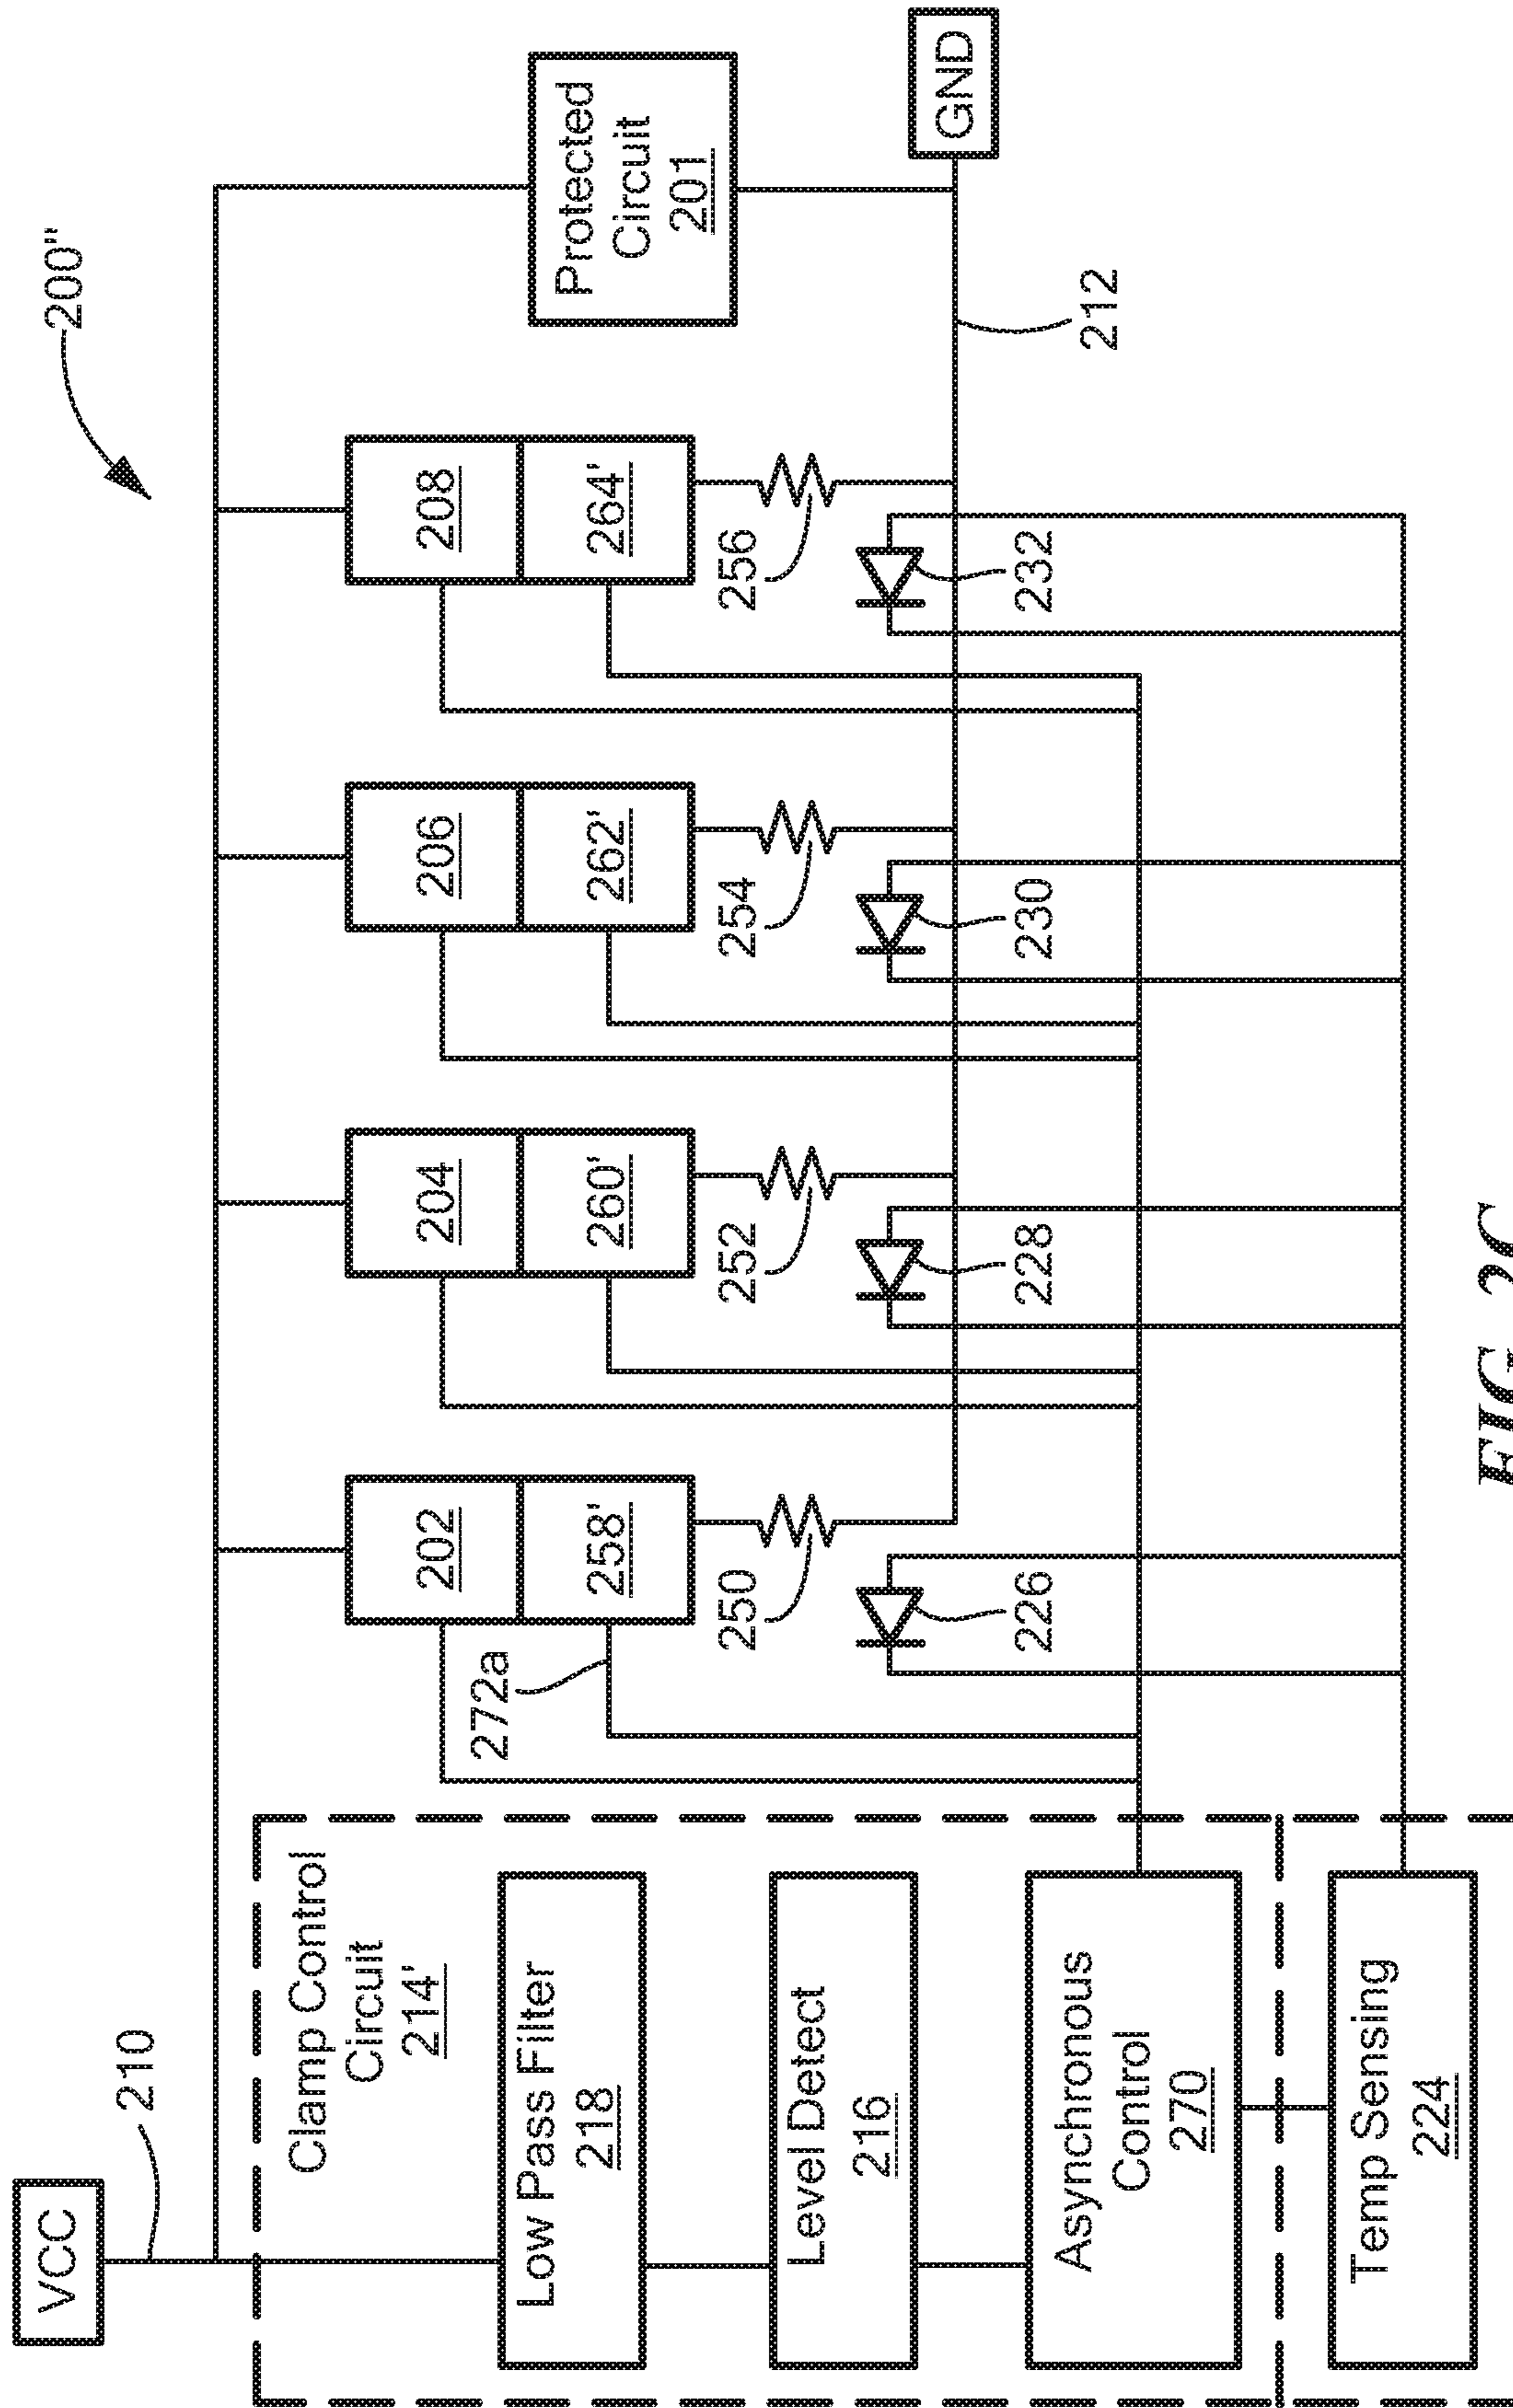 200"
VCC
210
Clamp Control
Circuit
214'
Low Pass Filter
218
Level Detect
216
Asynchronous
Control
270
Temp Sensing
224
202
258'
272a
250
226
204
260'
252
228
206
262'
254
230
208
264'
256
232
Protected
Circuit
201
212
GND
FIG. 2C